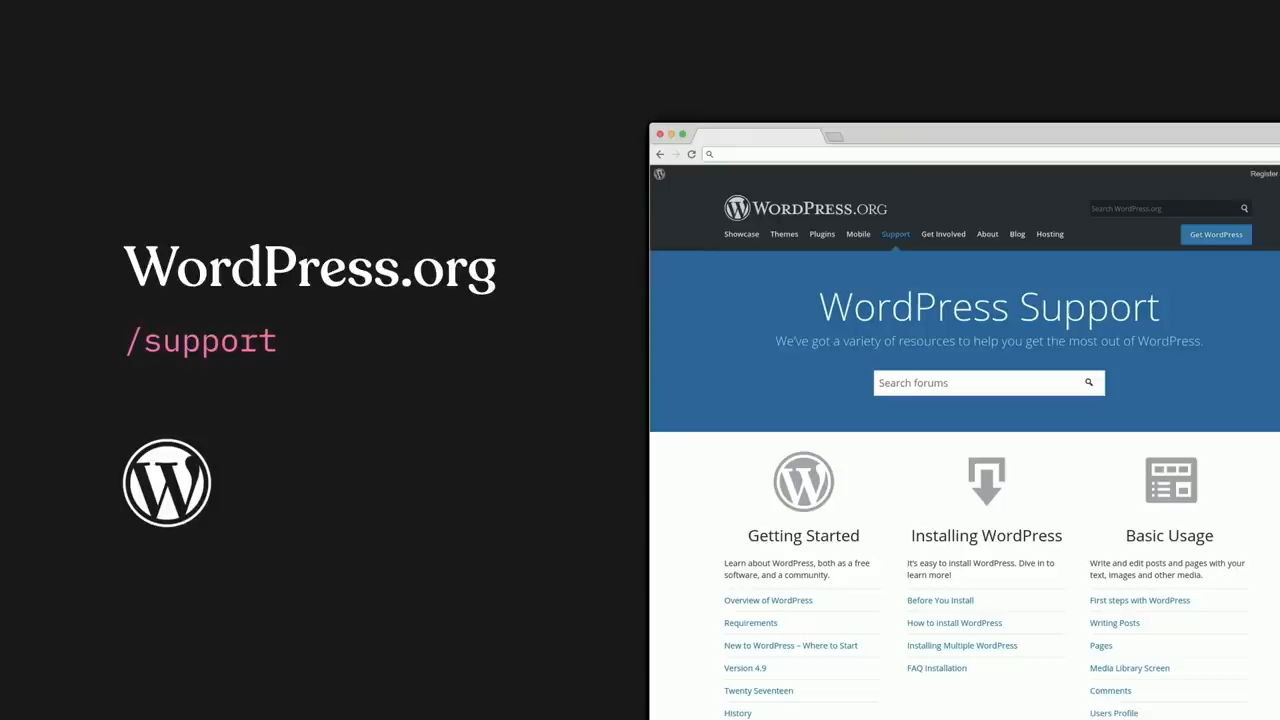 WordPress.org
/support
Register
WORDPRESS.ORG
Search WordPress.org
Showcase Themes Plugins Mobile Support Get Involved About Blog Hosting
Get WordPress
WordPress Support
We've got a variety of resources to help you get the most out of WordPress.
Search forums
Getting Started
Learn about WordPress, both as a free
software, and a community.
Overview of WordPress
Requirements
New to WordPress – Where to Start
Version 4.9
Twenty Seventeen
History
Installing WordPress
It's easy to install WordPress. Dive in to
learn more!
Before You Install
How to install WordPress
Installing Multiple WordPress
FAQ Installation
Basic Usage
Write and edit posts and pages with your
text, images and other media.
First steps with WordPress
Writing Posts
Pages
Media Library Screen
Comments
Users Profile